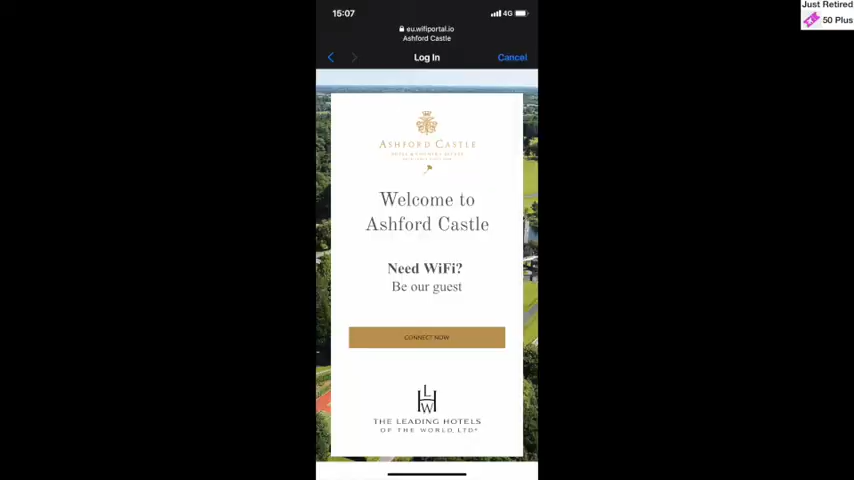 Just Retired
50 Plus
15:07
4G
eu.wifiportal.io
Ashford Castle
Log In
Cancel
ASHFORD CASTLE
Welcome to
Ashford Castle
Need WiFi?
Be our guest
CONNECT NOW
L
H
W
THE LEADING HOTELS
OF THE WORLD, LTD®